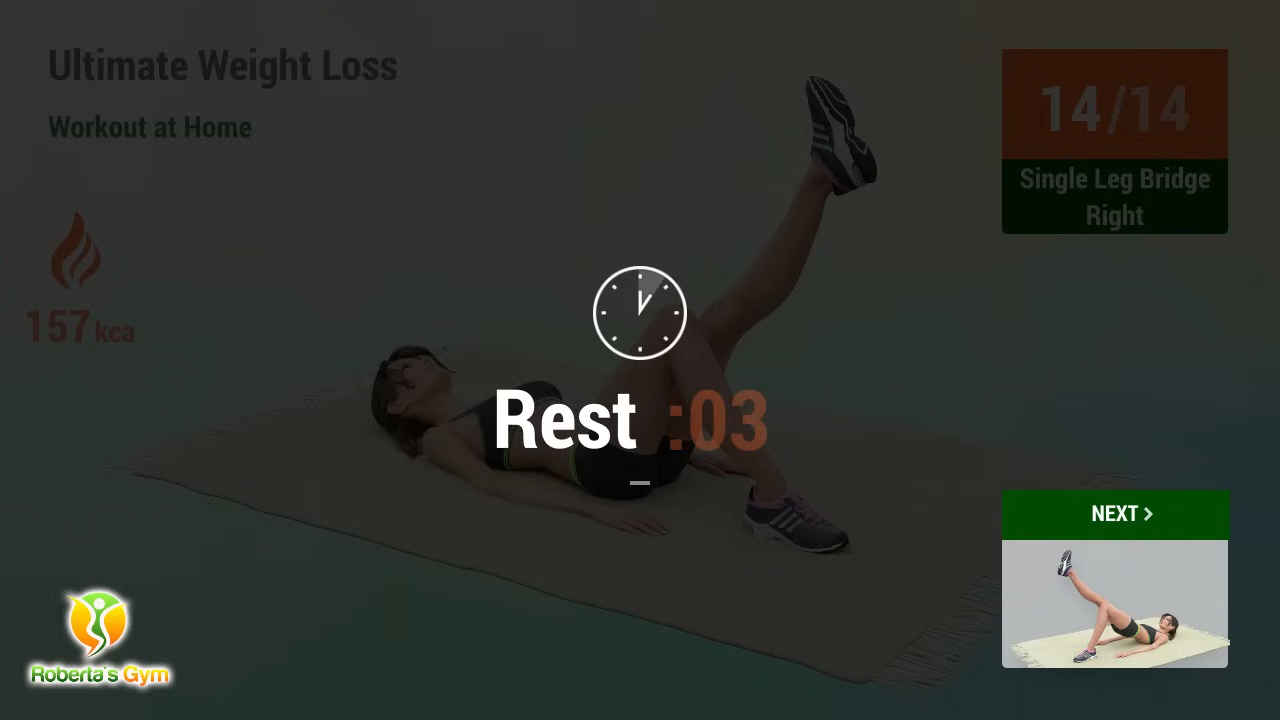 Ultimate Weight Loss
Workout at Home
14/14
Single Leg Bridge
Right
157 kca
Rest :03
NEXT >
Roberta's Gym